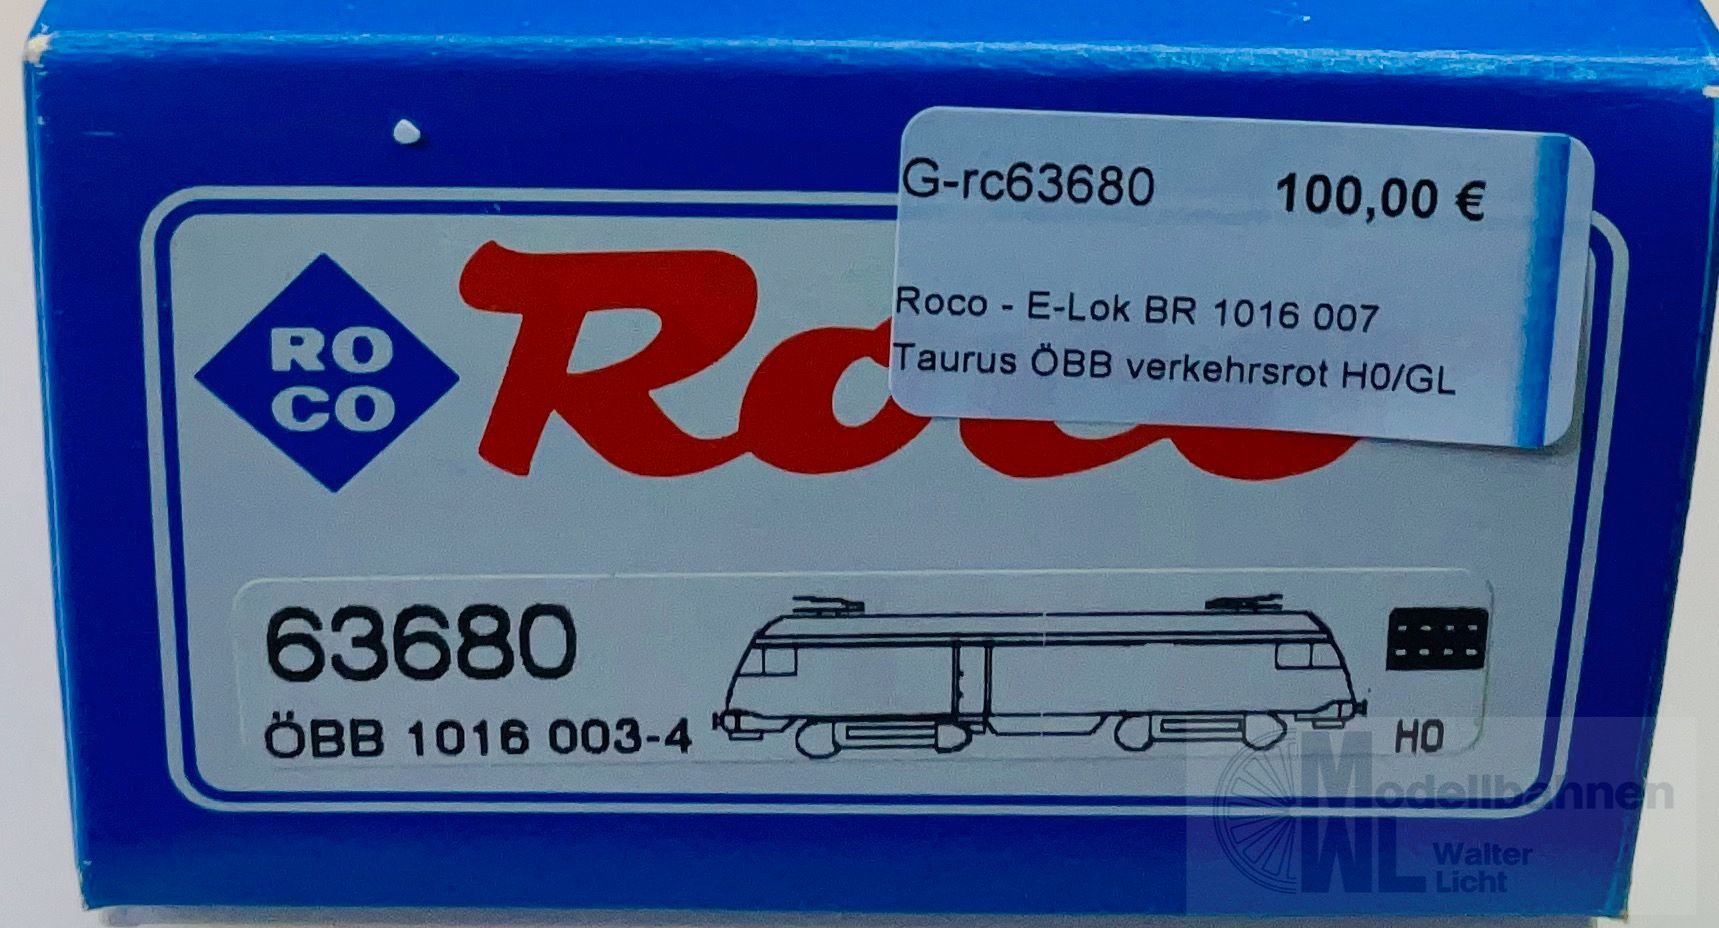 G-rc63680 100,00 €
Roco - E-Lok BR 1016 007
Taurus ÖBB verkehrsrot H0/GL
RO
CO
Roco
63680
ÖBB 1016 003-4
HO
Modellbahnen
WL Walter
Licht